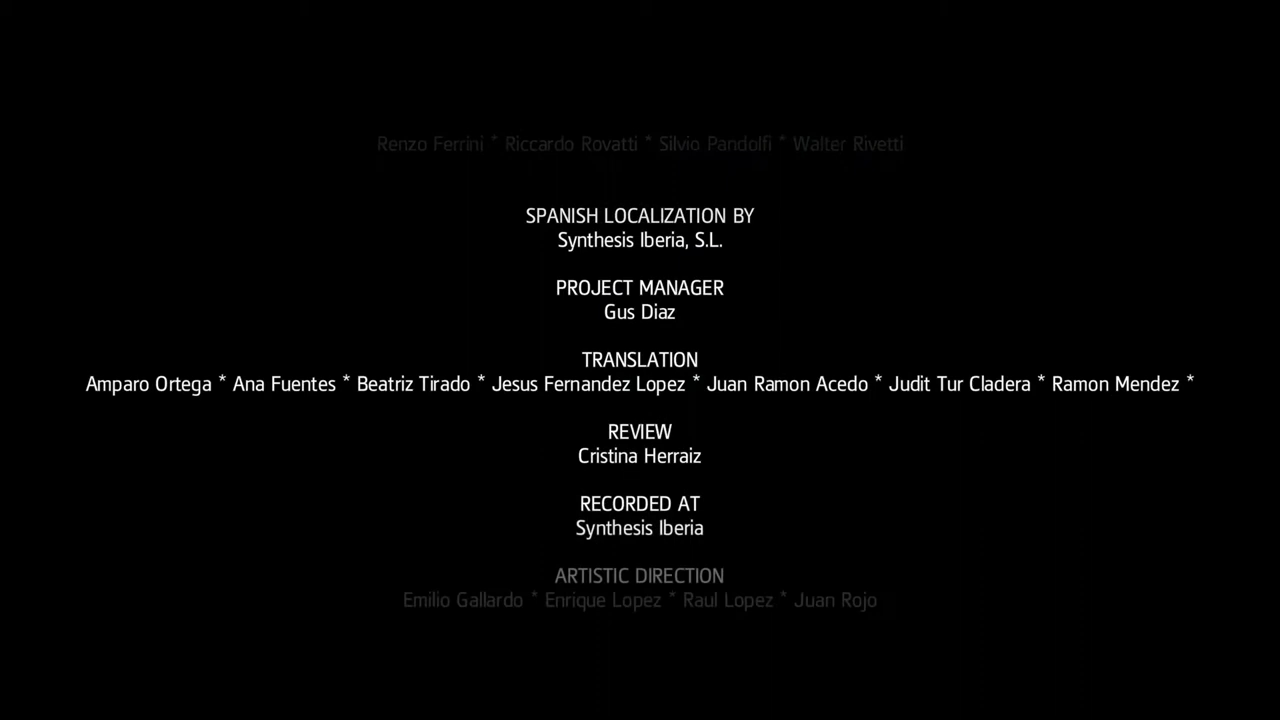 Renzo Ferrini * Riccardo Rovatti * Silvio Pandolfi * Walter Rivetti
SPANISH LOCALIZATION BY
Synthesis Iberia, S.L.
PROJECT MANAGER
Gus Diaz
TRANSLATION
Amparo Ortega * Ana Fuentes * Beatriz Tirado * Jesus Fernandez Lopez * Juan Ramon Acedo * Judit Tur Cladera * Ramon Mendez *
REVIEW
Cristina Herraiz
RECORDED AT
Synthesis Iberia
ARTISTIC DIRECTION
Emilio Gallardo * Enrique Lopez * Raul Lopez * Juan Rojo